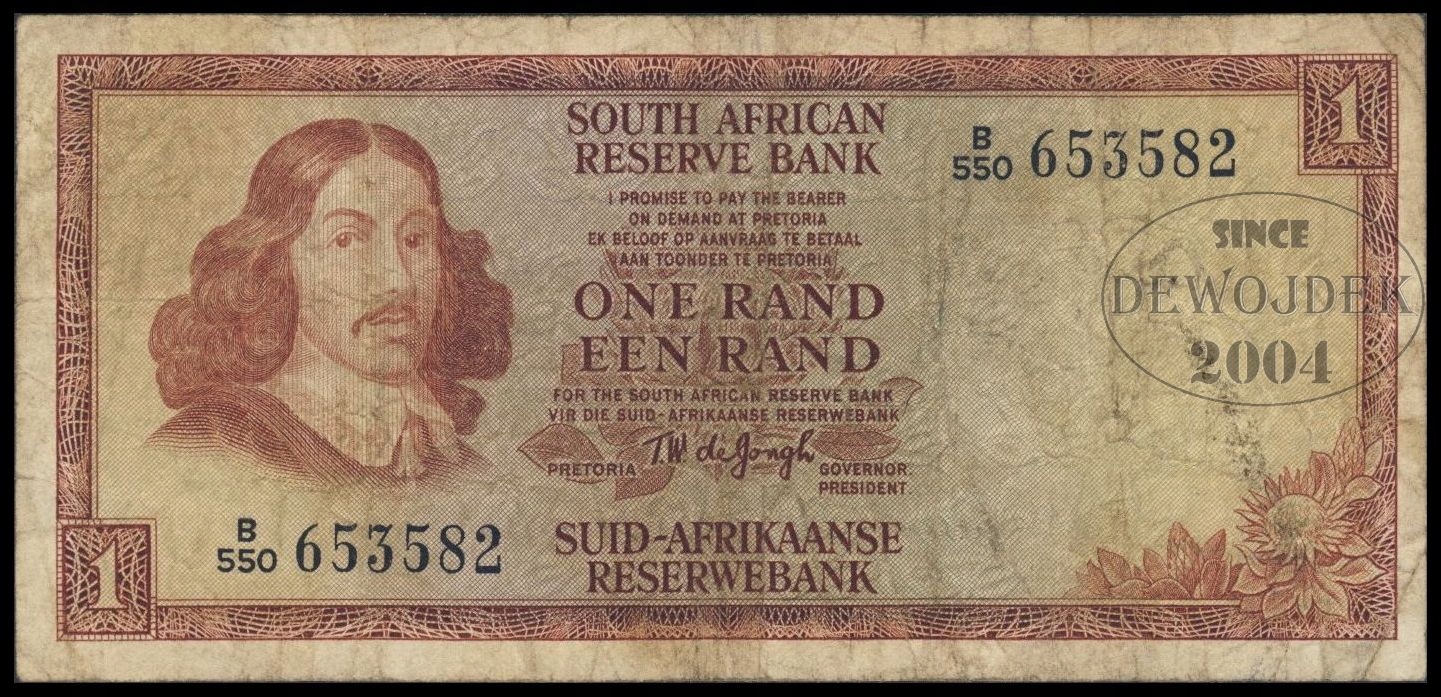 1
SOUTH AFRICAN
RESERVE BANK
B
550 653582
I PROMISE TO PAY THE BEARER
ON DEMAND AT PRETORIA
EK BELOOF OP AANVRAAG TE BETAAL
AAN TOONDER TE PRETORIA
ONE RAND
EEN RAND
FOR THE SOUTH AFRICAN RESERVE BANK
VIR DIE SUID-AFRIKAANSE RESERWEBANK
PRETORIA T.W. de Jongh GOVERNOR.
PRESIDENT.
B
550 653582
SUID-AFRIKAANSE
RESERWEBANK
1
SINCE
DEWOJDEK
2004